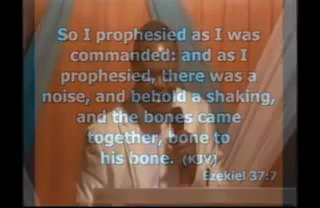 So I prophesied as I was
commanded: and as I
prophesied, there was a
noise, and behold a shaking,
and the bones came
together, bone to
his bone. (KJV)
Ezekiel 37:7